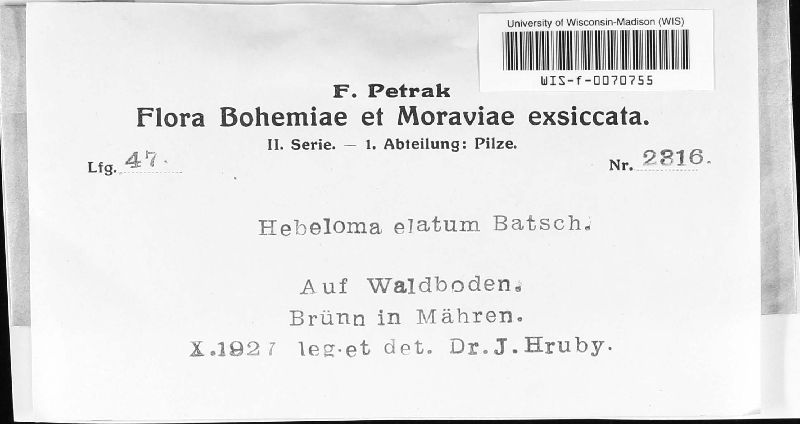 University of Wisconsin-Madison (WIS)
WIS-f-0070755
F. Petrak
Flora Bohemiae et Moraviae exsiccata.
II. Serie. — 1. Abteilung: Pilze.
Lfg. 47.
Nr. 2316.
Hebeloma elatum Batsch.
Auf Waldboden.
Brünn in Mähren.
X.1927 leg.et det. Dr.J.Hruby.